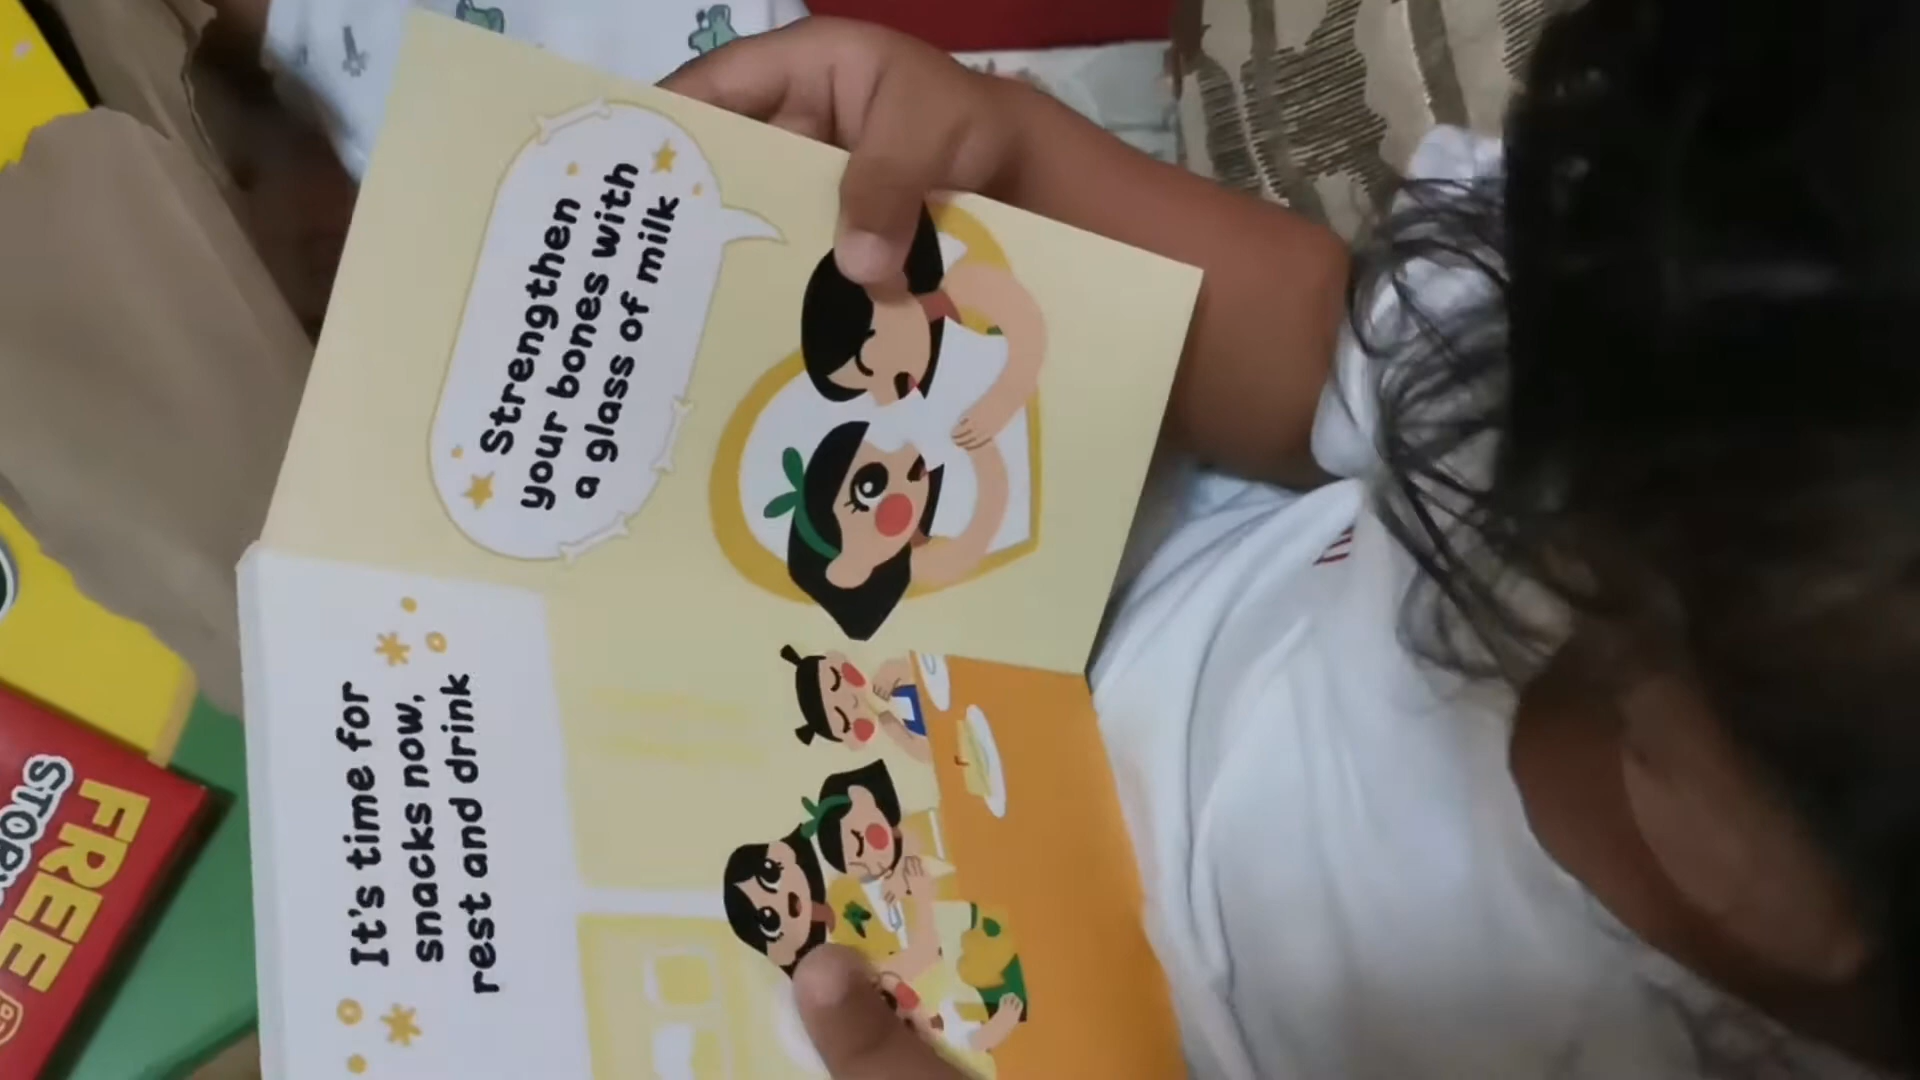 It's time for
snacks now,
rest and drink
Strengthen
your bones with
a glass of milk
FREE